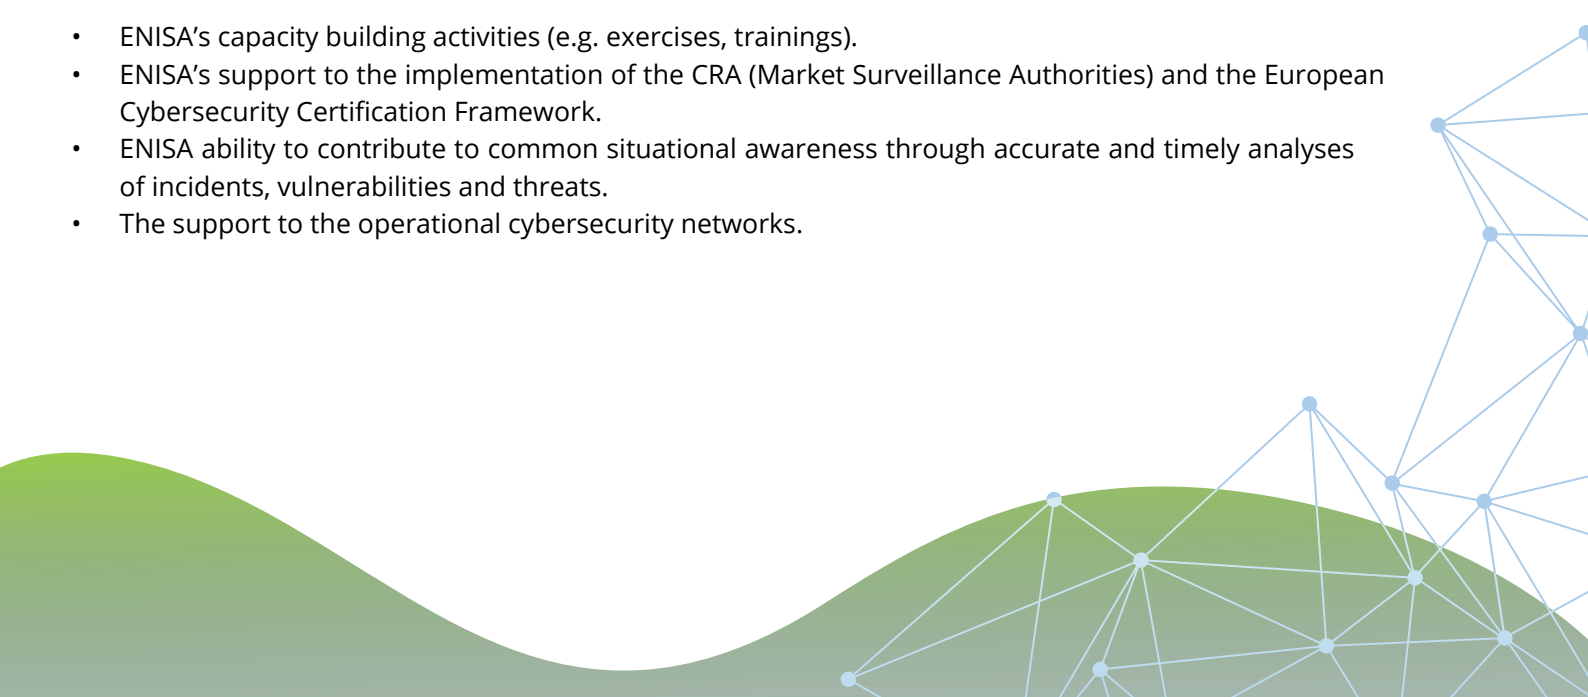 • ENISA’s capacity building activities (e.g. exercises, trainings).
• ENISA’s support to the implementation of the CRA (Market Surveillance Authorities) and the European
Cybersecurity Certification Framework.
• ENISA ability to contribute to common situational awareness through accurate and timely analyses
of incidents, vulnerabilities and threats.
• The support to the operational cybersecurity networks.